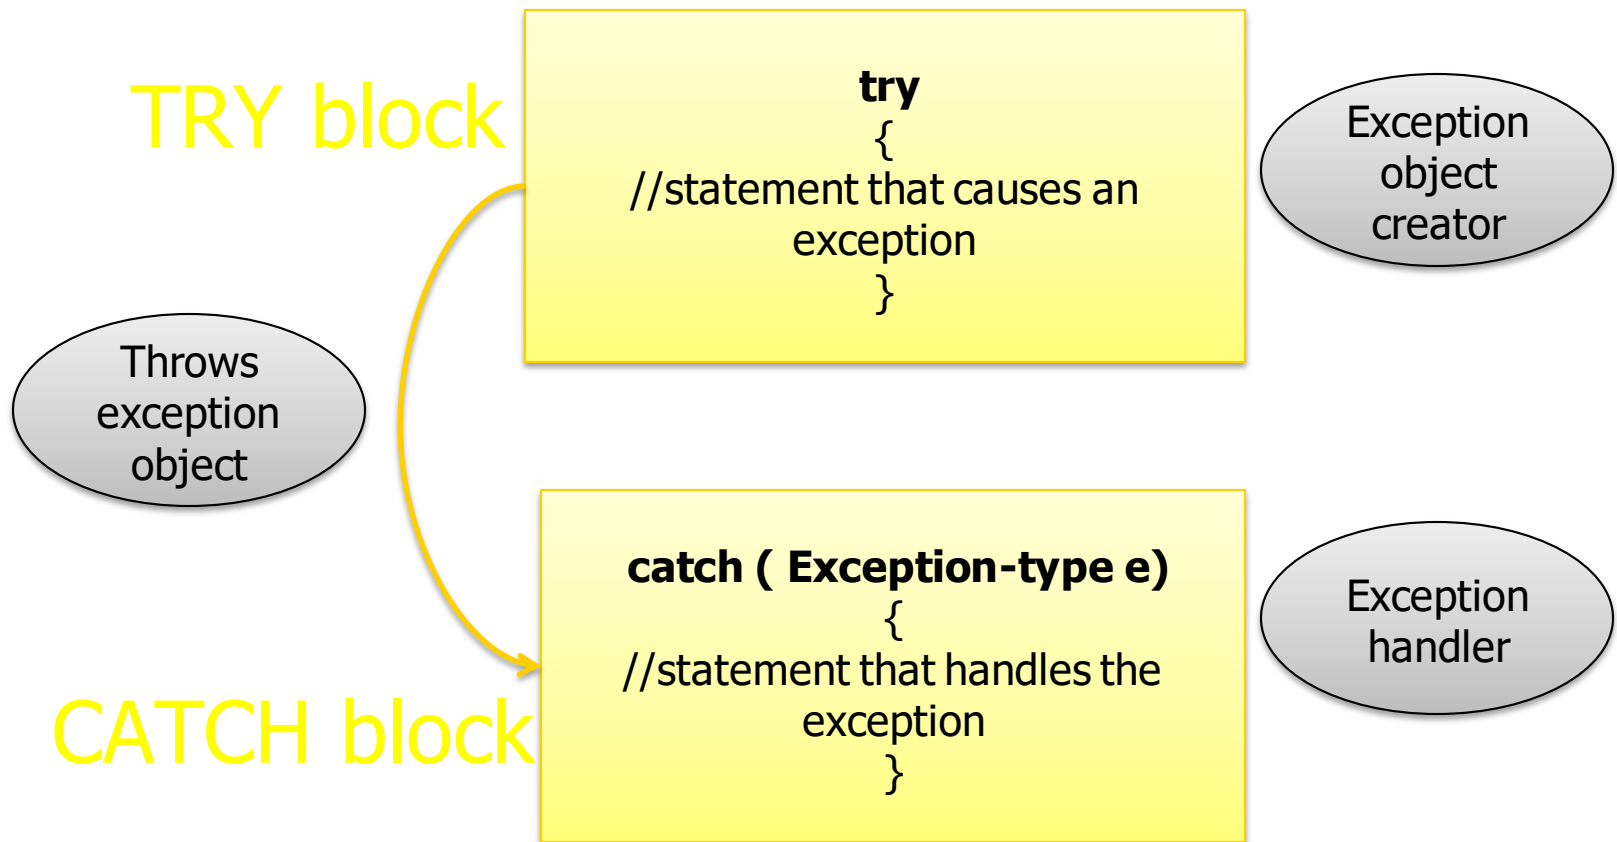 TRY block
try
{
//statement that causes an
exception
}
Exception
object
creator
Throws
exception
object
catch ( Exception-type e)
{
//statement that handles the
exception
}
Exception
handler
CATCH block